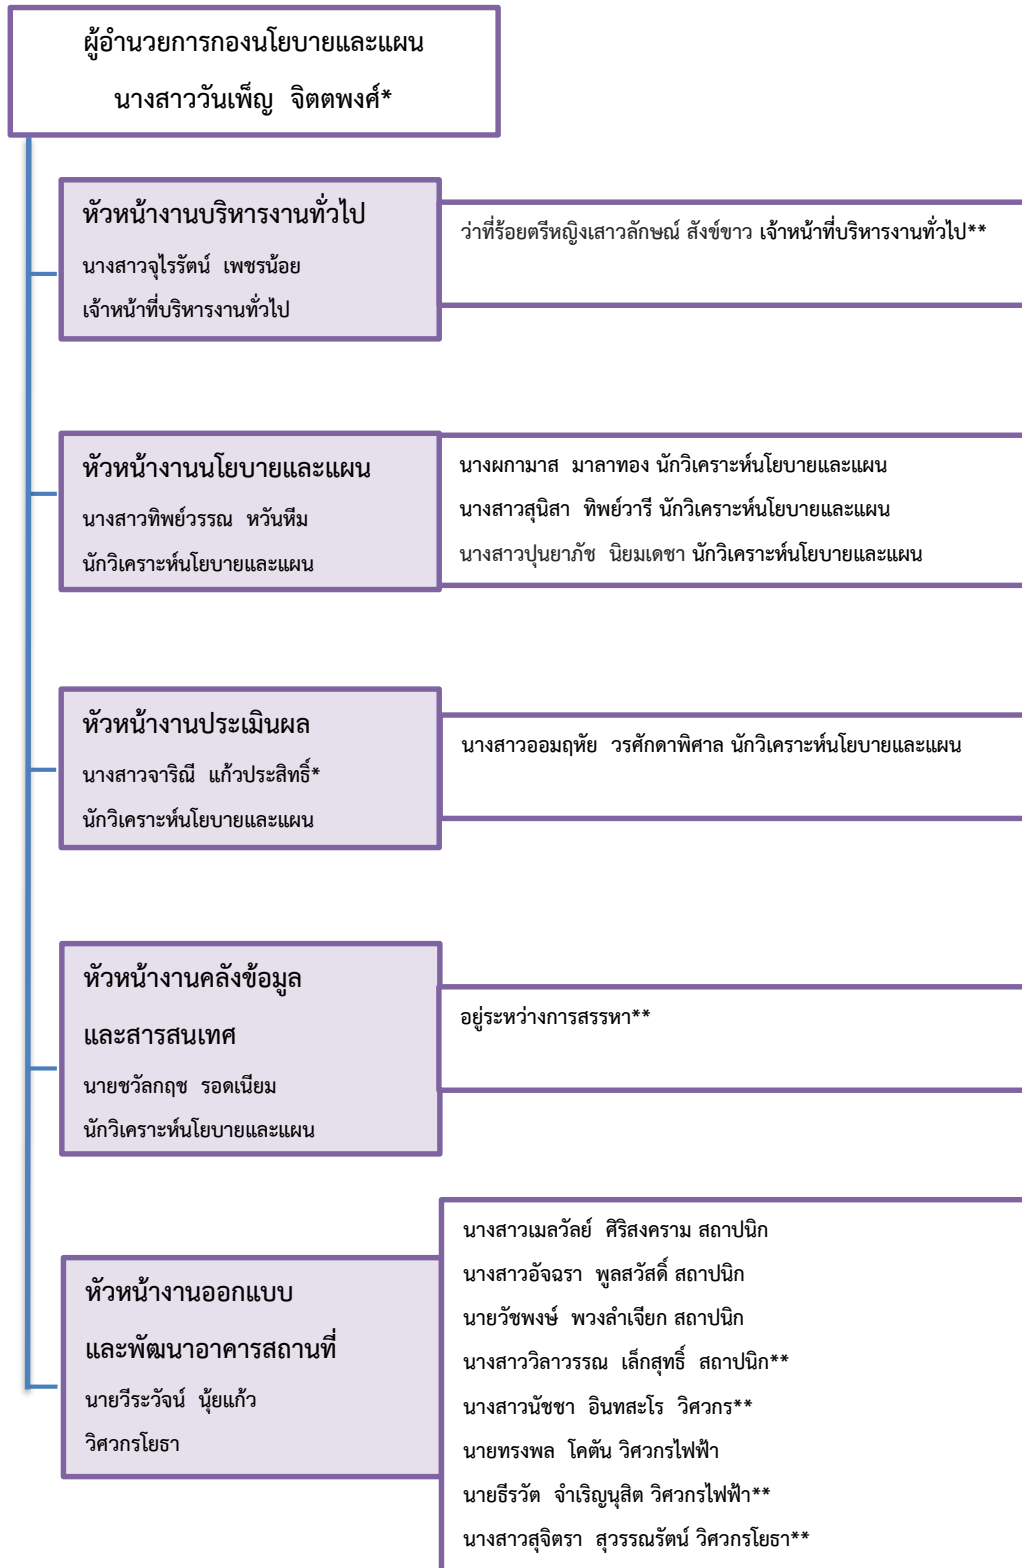 ผู้อำนวยการกองนโยบายและแผน
นางสาววันเพ็ญ จิตตพงศ์*
หัวหน้างานบริหารงานทั่วไป
นางสาวจุไรรัตน์ เพชรน้อย
เจ้าหน้าที่บริหารงานทั่วไป
ว่าที่ร้อยตรีหญิงเสาวลักษณ์ สังข์ขาว เจ้าหน้าที่บริหารงานทั่วไป**
หัวหน้างานนโยบายและแผน
นางสาวทิพย์วรรณ หวันหีม
นักวิเคราะห์นโยบายและแผน
นางผกามาส มาลาทอง นักวิเคราะห์นโยบายและแผน
นางสาวสุนิสา ทิพย์วารี นักวิเคราะห์นโยบายและแผน
นางสาวปุนยาภัช นิยมเดชา นักวิเคราะห์นโยบายและแผน
หัวหน้างานประเมินผล
นางสาวจาริณี แก้วประสิทธิ์*
นักวิเคราะห์นโยบายและแผน
นางสาวออมฤหัย วรศักดาพิศาล นักวิเคราะห์นโยบายและแผน
หัวหน้างานคลังข้อมูล
และสารสนเทศ
นายชวัลกฤช รอดเนียม
นักวิเคราะห์นโยบายและแผน
อยู่ระหว่างการสรรหา**
หัวหน้างานออกแบบ
และพัฒนาอาคารสถานที่
นายวีระวัจน์ นุ้ยแก้ว
วิศวกรโยธา
นางสาวเมลวัลย์ ศิริสงคราม สถาปนิก
นางสาวอัจฉรา พูลสวัสดิ์ สถาปนิก
นายวัชพงษ์ พวงลำเจียก สถาปนิก
นางสาววิลาวรรณ เล็กสุทธิ์ สถาปนิก**
นางสาวนัชชา อินทสะโร วิศวกร**
นายทรงพล โคตัน วิศวกรไฟฟ้า
นายธีรวัต จำเริญนุสิต วิศวกรไฟฟ้า**
นางสาวสุจิตรา สุวรรณรัตน์ วิศวกรโยธา**